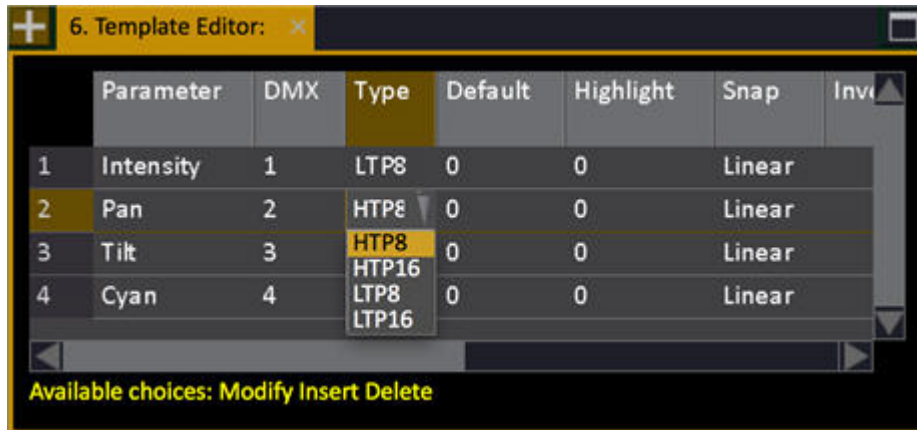 6. Template Editor:
Parameter DMX Type Default Highlight Snap Inve
1 Intensity 1 LTP8 0 0 Linear
2 Pan 2 HTP8 0 0 Linear
HTP8
3 Tilt 3 0 0 Linear
HTP16
4 Cyan 4 LTP8 0 0 Linear
LTP16
Available choices: Modify Insert Delete